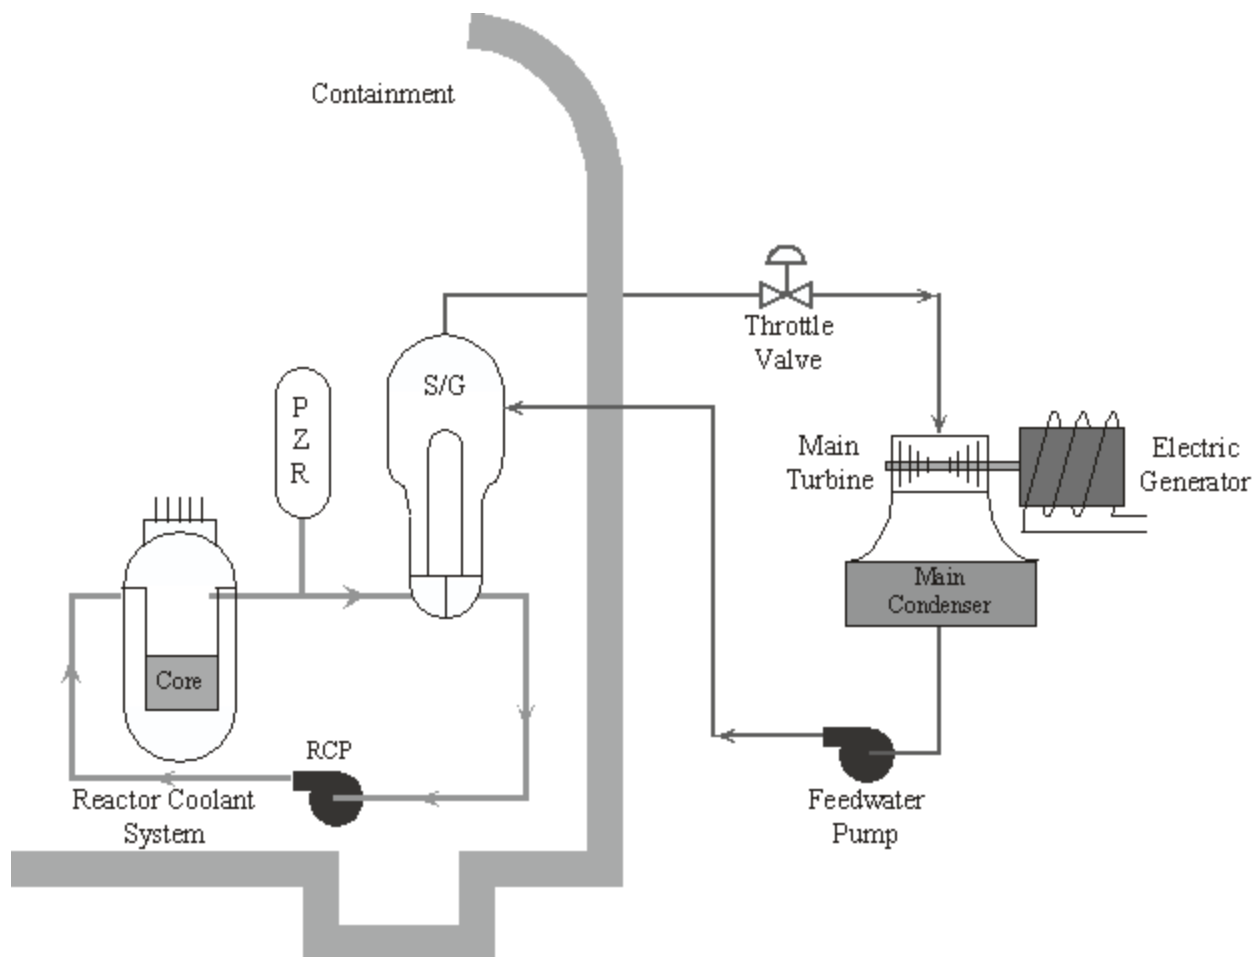 Containment
Throttle
Valve
S/G
P
Z
R
Main
Turbine
Electric
Generator
Main
Condenser
Core
RCP
Reactor Coolant
System
Feedwater
Pump